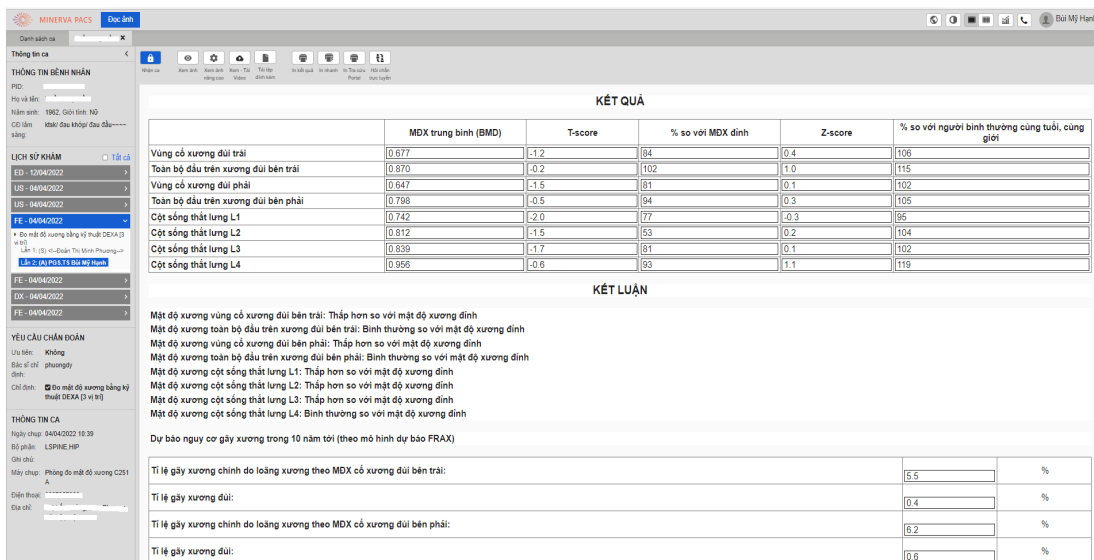 MINERVA PACS
Đọc ảnh
Bùi Mỹ Hạnh
Danh sách ca
Thông tin ca
Nhận ca
Xem ảnh
Xem ảnh nâng cao
Xem - Tải Video
Tải tệp đính kèm
In kết quả
In nhanh
In Tra cứu Portal
Hội chẩn trực tuyến
THÔNG TIN BỆNH NHÂN
PID:
Họ và tên:
Năm sinh: 1962, Giới tính: Nữ
CĐ lâm sàng: ktsk/ đau khớp/ đau đầu~~~~
LỊCH SỬ KHÁM
Tất cả
ED - 12/04/2022
US - 04/04/2022
US - 04/04/2022
FE - 04/04/2022
Đo mật độ xương bằng kỹ thuật DEXA [3 vị trí]
Lần 1: (S) <!--Đoàn Thị Minh Phương-->
Lần 2: (A) PGS.TS Bùi Mỹ Hạnh
FE - 04/04/2022
DX - 04/04/2022
FE - 04/04/2022
YÊU CẦU CHẨN ĐOÁN
Ưu tiên: Không
Bác sĩ chỉ định: phuongdy
Chỉ định: Đo mật độ xương bằng kỹ thuật DEXA [3 vị trí]
THÔNG TIN CA
Ngày chụp: 04/04/2022 10:39
Bộ phận: LSPINE,HIP
Ghi chú:
Máy chụp: Phòng đo mật độ xương C251 A
Điện thoại:
Địa chỉ:
KẾT QUẢ
MĐX trung bình (BMD) T-score % so với MĐX đỉnh Z-score % so với người bình thường cùng tuổi, cùng giới
Vùng cổ xương đùi trái 0.677 -1.2 84 0.4 106
Toàn bộ đầu trên xương đùi bên trái 0.870 -0.2 102 1.0 115
Vùng cổ xương đùi phải 0.647 -1.5 81 0.1 102
Toàn bộ đầu trên xương đùi bên phải 0.798 -0.5 94 0.3 105
Cột sống thắt lưng L1 0.742 -2.0 77 -0.3 95
Cột sống thắt lưng L2 0.812 -1.5 53 0.2 104
Cột sống thắt lưng L3 0.839 -1.7 81 0.1 102
Cột sống thắt lưng L4 0.956 -0.6 93 1.1 119
KẾT LUẬN
Mật độ xương vùng cổ xương đùi bên trái: Thấp hơn so với mật độ xương đỉnh
Mật độ xương toàn bộ đầu trên xương đùi bên trái: Bình thường so với mật độ xương đỉnh
Mật độ xương vùng cổ xương đùi bên phải: Thấp hơn so với mật độ xương đỉnh
Mật độ xương toàn bộ đầu trên xương đùi bên phải: Bình thường so với mật độ xương đỉnh
Mật độ xương cột sống thắt lưng L1: Thấp hơn so với mật độ xương đỉnh
Mật độ xương cột sống thắt lưng L2: Thấp hơn so với mật độ xương đỉnh
Mật độ xương cột sống thắt lưng L3: Thấp hơn so với mật độ xương đỉnh
Mật độ xương cột sống thắt lưng L4: Bình thường so với mật độ xương đỉnh
Dự báo nguy cơ gãy xương trong 10 năm tới (theo mô hình dự báo FRAX)
Tỉ lệ gãy xương chính do loãng xương theo MĐX cổ xương đùi bên trái: 5.5 %
Tỉ lệ gãy xương đùi: 0.4 %
Tỉ lệ gãy xương chính do loãng xương theo MĐX cổ xương đùi bên phải: 6.2 %
Tỉ lệ gãy xương đùi: 0.6 %